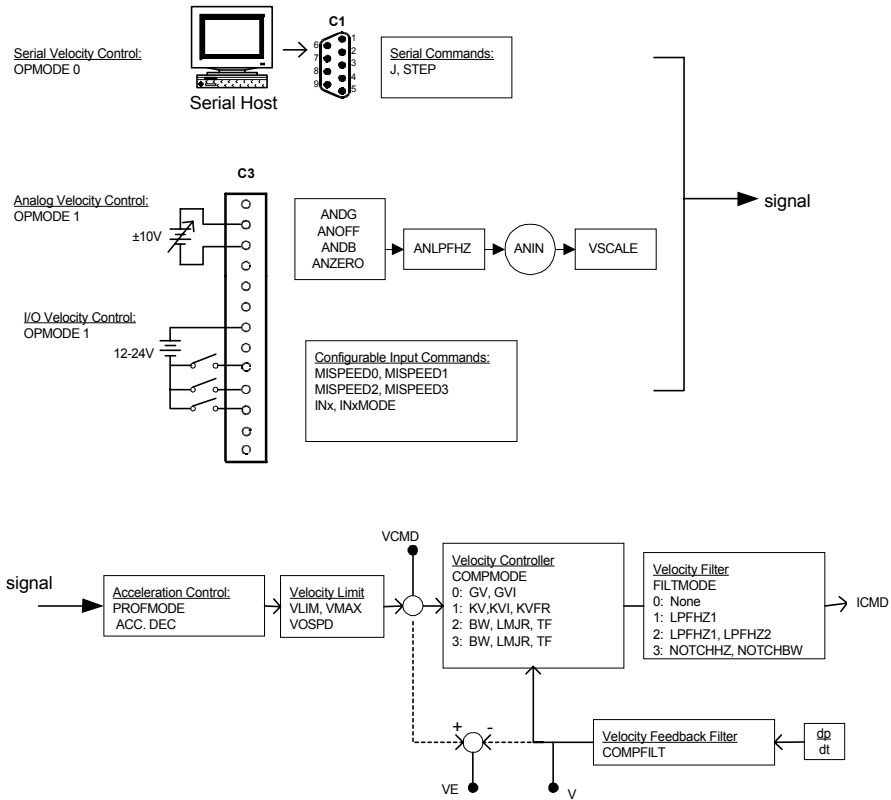 C1
Serial Velocity Control:
OPMODE 0
1
6
2
7
3
8
4
9
5
Serial Commands:
J, STEP
Serial Host
C3
Analog Velocity Control:
OPMODE 1
±10V
ANDG
ANOFF
ANDB
ANZERO
ANLPFHZ
ANIN
VSCALE
signal
I/O Velocity Control:
OPMODE 1
12-24V
Configurable Input Commands:
MISPEED0, MISPEED1
MISPEED2, MISPEED3
INx, INxMODE
signal
Acceleration Control:
PROFMODE
ACC. DEC
Velocity Limit
VLIM, VMAX
VOSPD
VCMD
Velocity Controller
COMPMODE
0: GV, GVI
1: KV,KVI, KVFR
2: BW, LMJR, TF
3: BW, LMJR, TF
Velocity Filter
FILTMODE
0: None
1: LPFHZ1
2: LPFHZ1, LPFHZ2
3: NOTCHHZ, NOTCHBW
ICMD
+
-
VE
V
Velocity Feedback Filter
COMPFILT
dp
dt